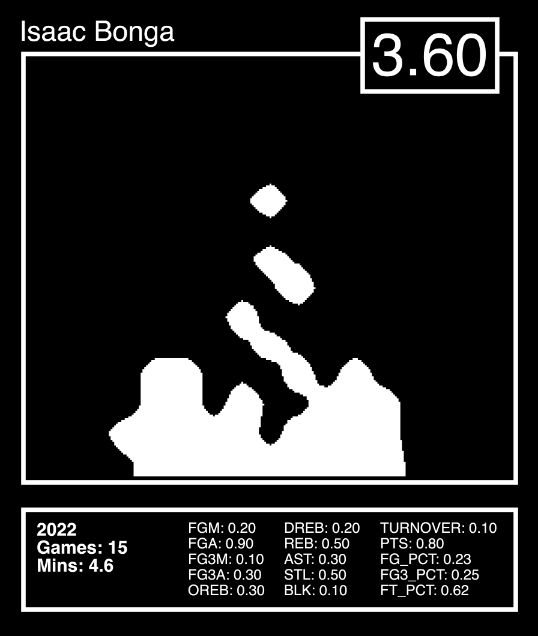 Isaac Bonga
3.60
2022
Games: 15
Mins: 4.6
FGM: 0.20
FGA: 0.90
FG3M: 0.10
FG3A: 0.30
OREB: 0.30
DREB: 0.20
REB: 0.50
AST: 0.30
STL: 0.50
BLK: 0.10
TURNOVER: 0.10
PTS: 0.80
FG_PCT: 0.23
FG3_PCT: 0.25
FT_PCT: 0.62